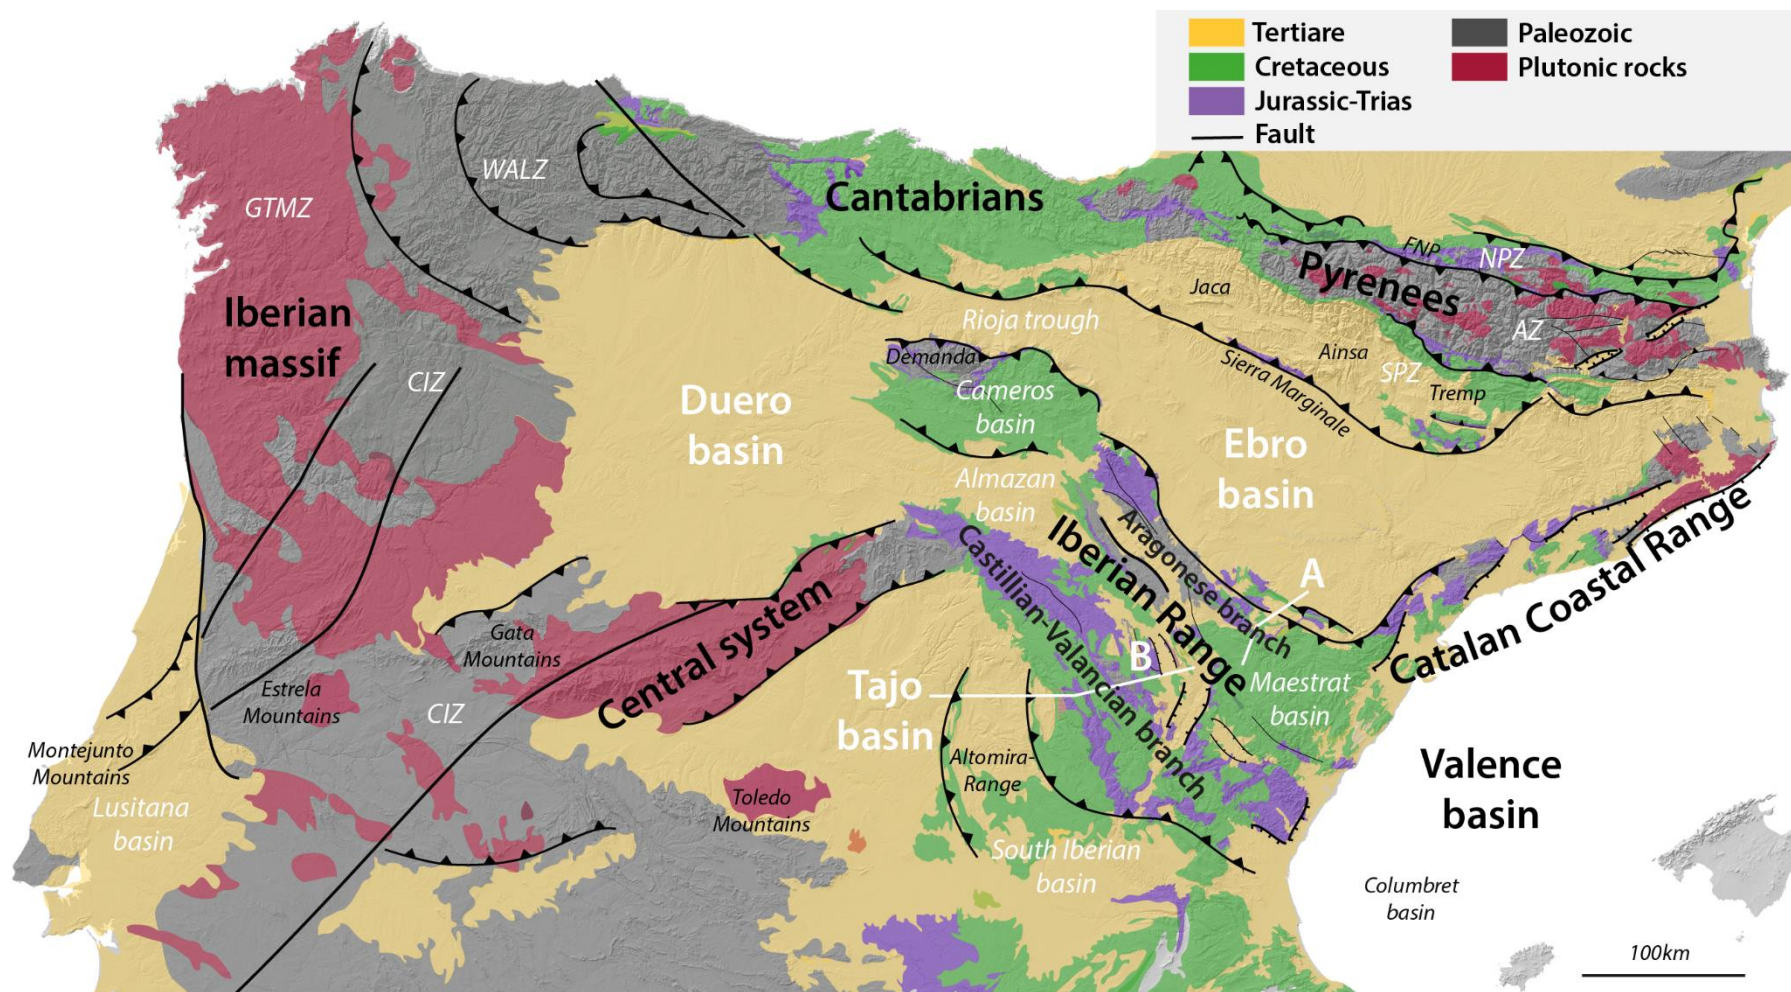 Tertiare
Cretaceous
Jurassic-Trias
Fault
Paleozoic
Plutonic rocks
WALZ
GTMZ
Cantabrians
FNP
NPZ
Pyrenees
Jaca
AZ
Iberian
massif
CIZ
Rioja trough
Demanda
Ainsa
SPZ
Tremp
Sierra Marginale
Cameros
basin
Duero
basin
Ebro
basin
Almazan
basin
Aragonese branch
Iberian Range
Castillian-Valancian branch
A
B
Catalan Coastal Range
Central system
Gata
Mountains
Estrela
Mountains
CIZ
Tajo
basin
Maestrat
basin
Montejunto
Mountains
Altomira-
Range
Valence
basin
Lusitana
basin
Toledo
Mountains
South Iberian
basin
Columbret
basin
100km